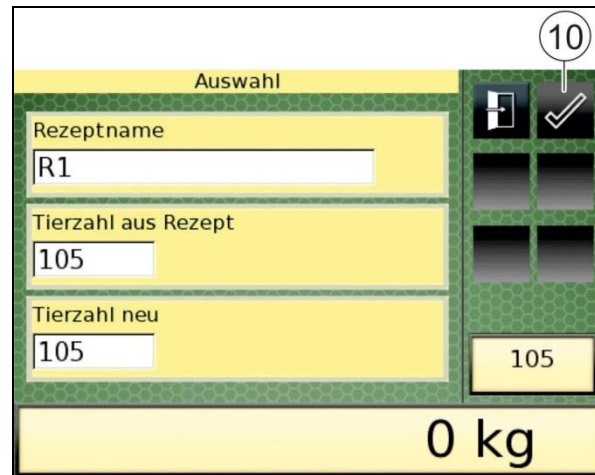 10
Auswahl
Rezeptname
R1
Tierzahl aus Rezept
105
Tierzahl neu
105
105
0 kg